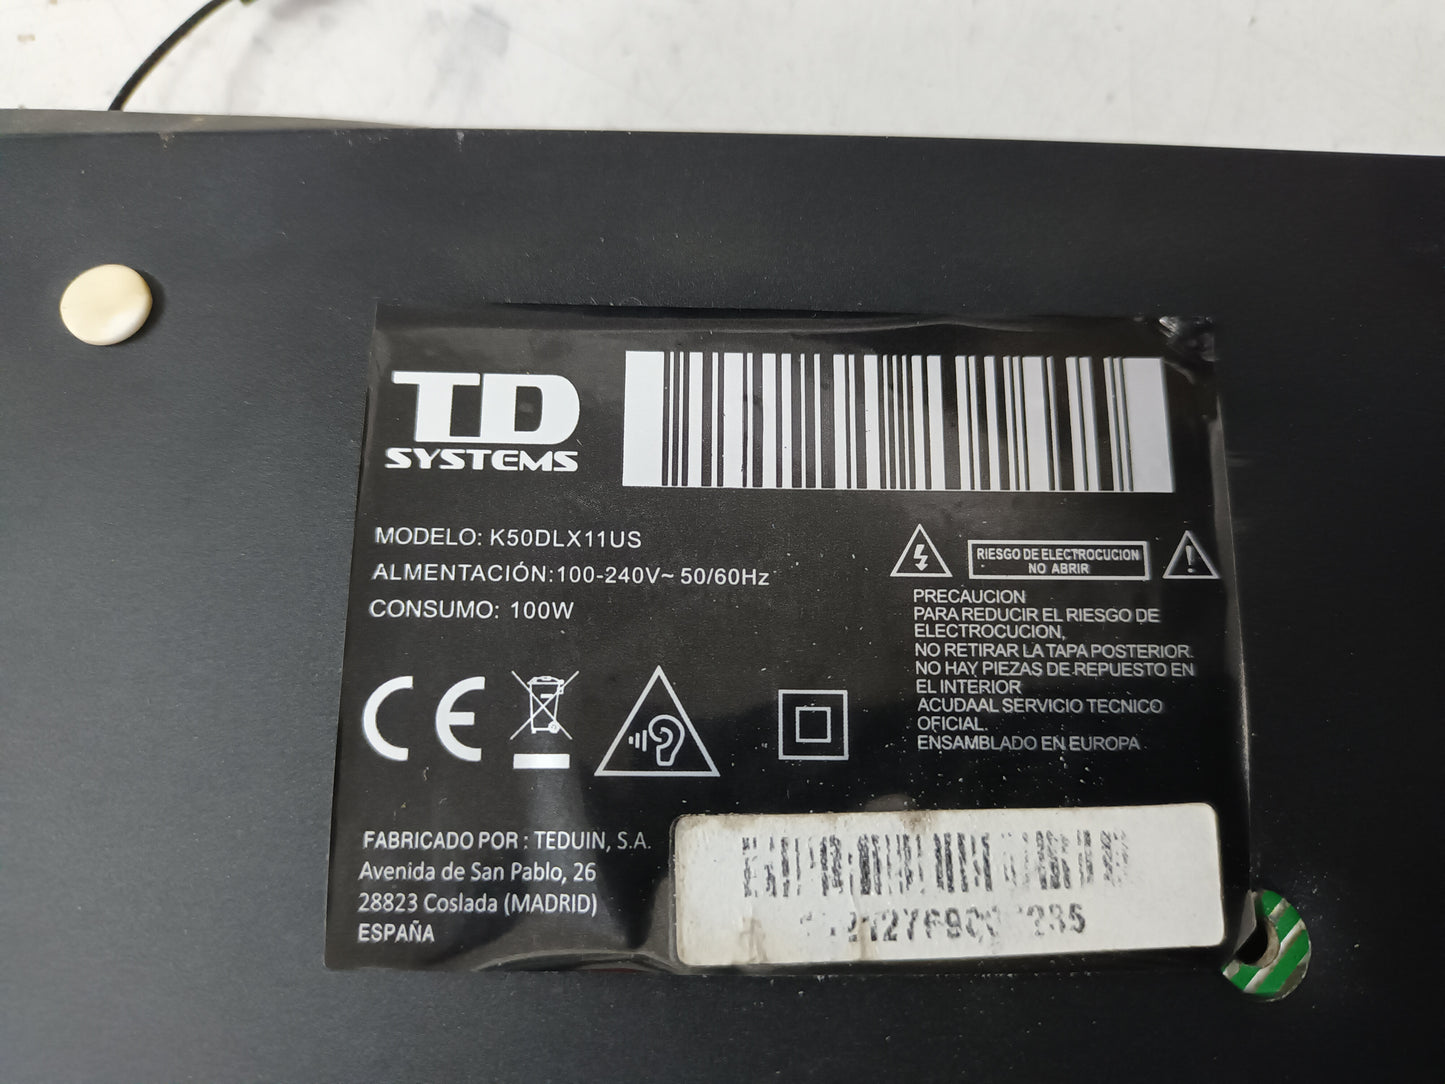 TD
SYSTEMS
MODELO: K50DLX11US
ALMENTACIÓN:100-240V~ 50/60Hz
CONSUMO: 100W
RIESGO DE ELECTROCUCION
NO ABRIR
PRECAUCION
PARA REDUCIR EL RIESGO DE
ELECTROCUCION,
NO RETIRAR LA TAPA POSTERIOR.
NO HAY PIEZAS DE REPUESTO EN
EL INTERIOR
ACUDAAL SERVICIO TECNICO
OFICIAL.
ENSAMBLADO EN EUROPA
CE
FABRICADO POR : TEDUIN, S.A.
Avenida de San Pablo, 26
28823 Coslada (MADRID)
ESPAÑA